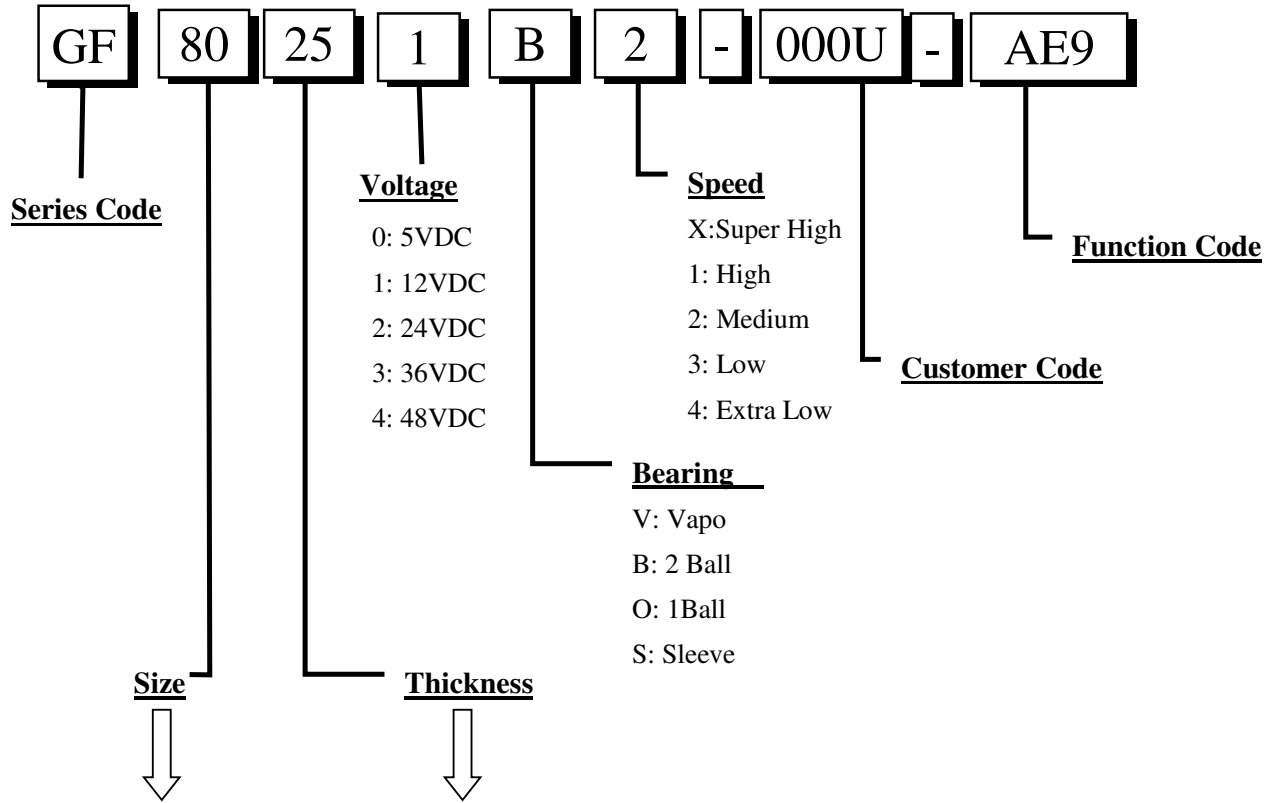 GF 80 25 1 B 2 - 000U - AE9
Series Code
Voltage
0: 5VDC
1: 12VDC
2: 24VDC
3: 36VDC
4: 48VDC
Speed
X:Super High
1: High
2: Medium
3: Low
4: Extra Low
Function Code
Customer Code
Bearing
V: Vapo
B: 2 Ball
O: 1Ball
S: Sleeve
Size
Thickness